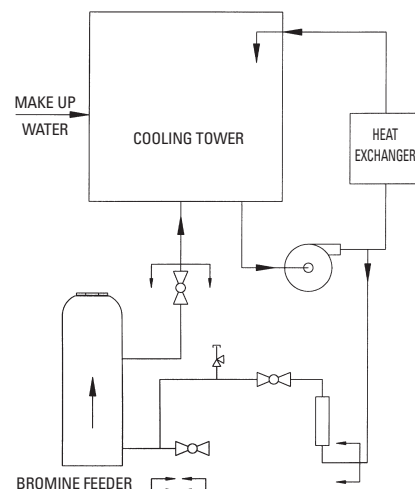 MAKE UP
WATER
COOLING TOWER
HEAT
EXCHANGER
BROMINE FEEDER